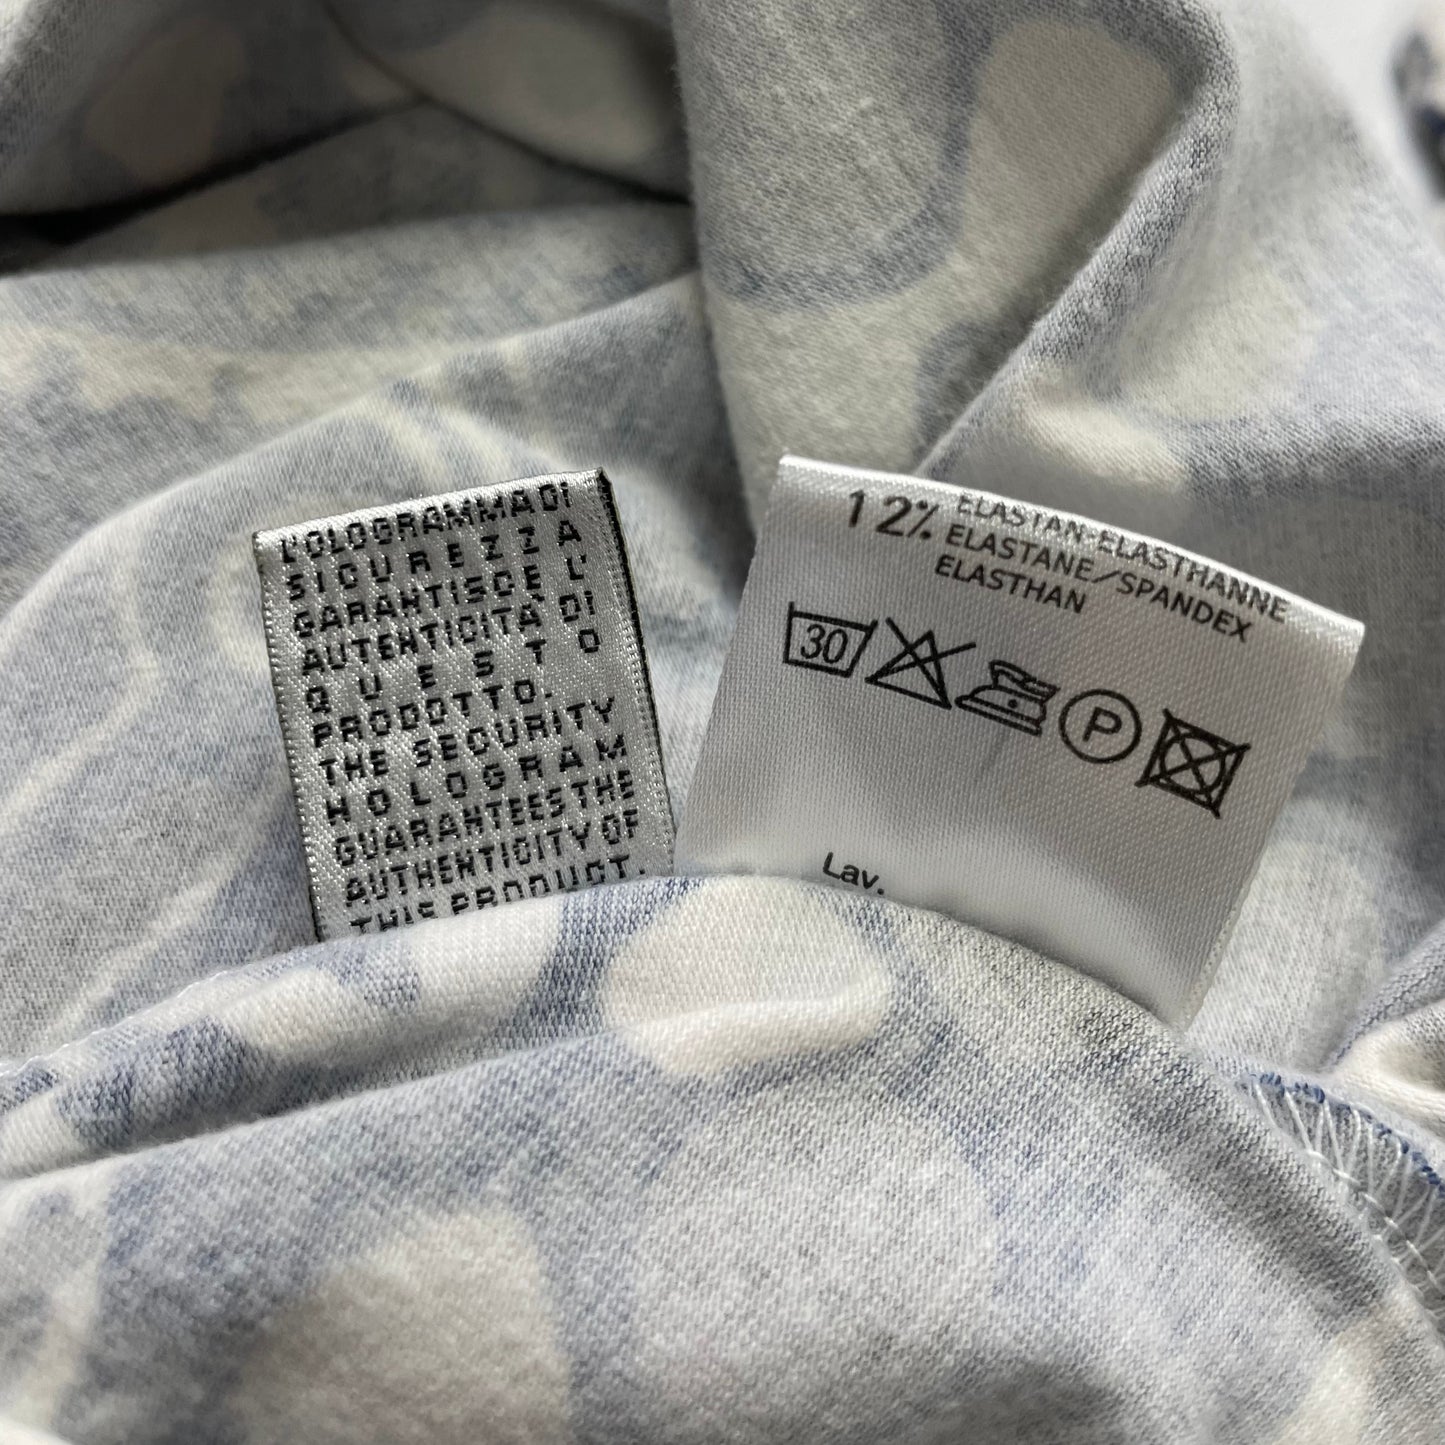 L'OLOGRAMMA DI
SICUREZZA
GARANTISCE L'
AUTENTICITÀ DI
QUESTO
PRODOTTO.
THE SECURITY
HOLOGRAM
GUARANTEES THE
AUTHENTICITY OF
THIS PRODUCT.
12% ELASTAN-ELASTHANNE
ELASTANE/SPANDEX
ELASTHAN
30
P
Lav.